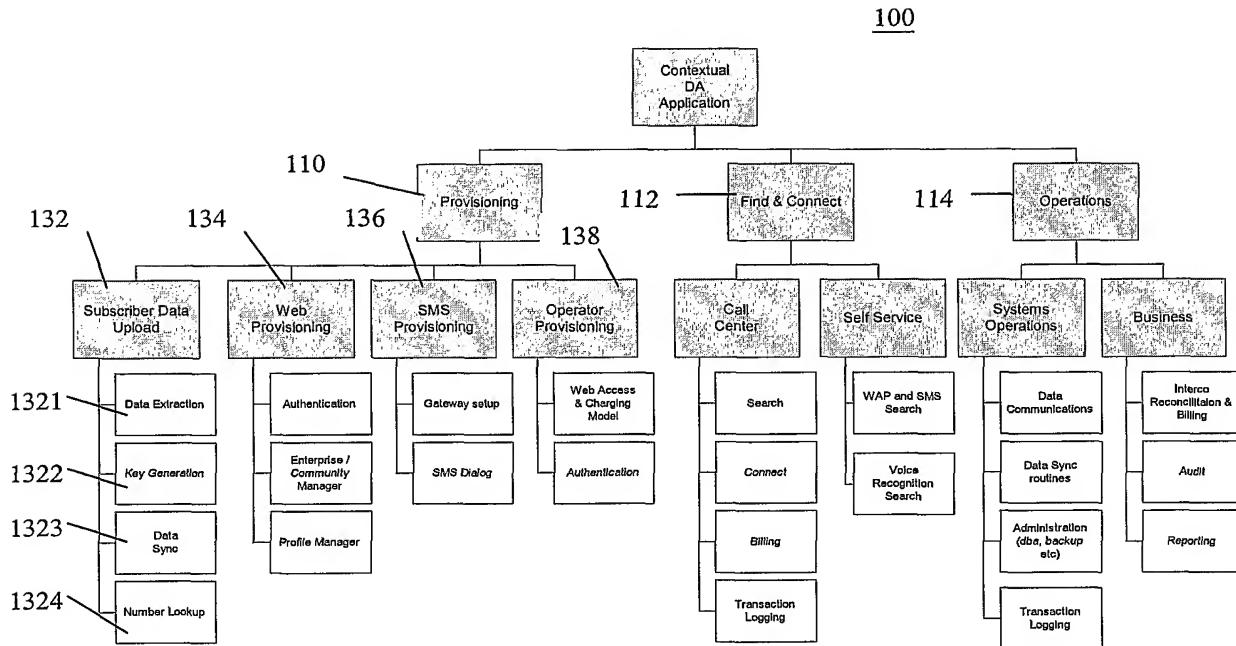 100
Contextual
DA
Application
110
Provisioning
112
Find & Connect
114
Operations
132
Subscriber Data
Upload
134
Web
Provisioning
136
SMS
Provisioning
138
Operator
Provisioning
Call
Center
Self Service
Systems
Operations
Business
1321
Data Extraction
1322
Key Generation
1323
Data
Sync
1324
Number Lookup
Authentication
Enterprise /
Community
Manager
Profile Manager
Gateway setup
SMS Dialog
Web Access
& Charging
Model
Authentication
Search
Connect
Billing
Transaction
Logging
WAP and SMS
Search
Voice
Recognition
Search
Data
Communications
Data Sync
routines
Administration
(dba, backup
etc)
Transaction
Logging
Interco
Reconcilitaion &
Billing
Audit
Reporting